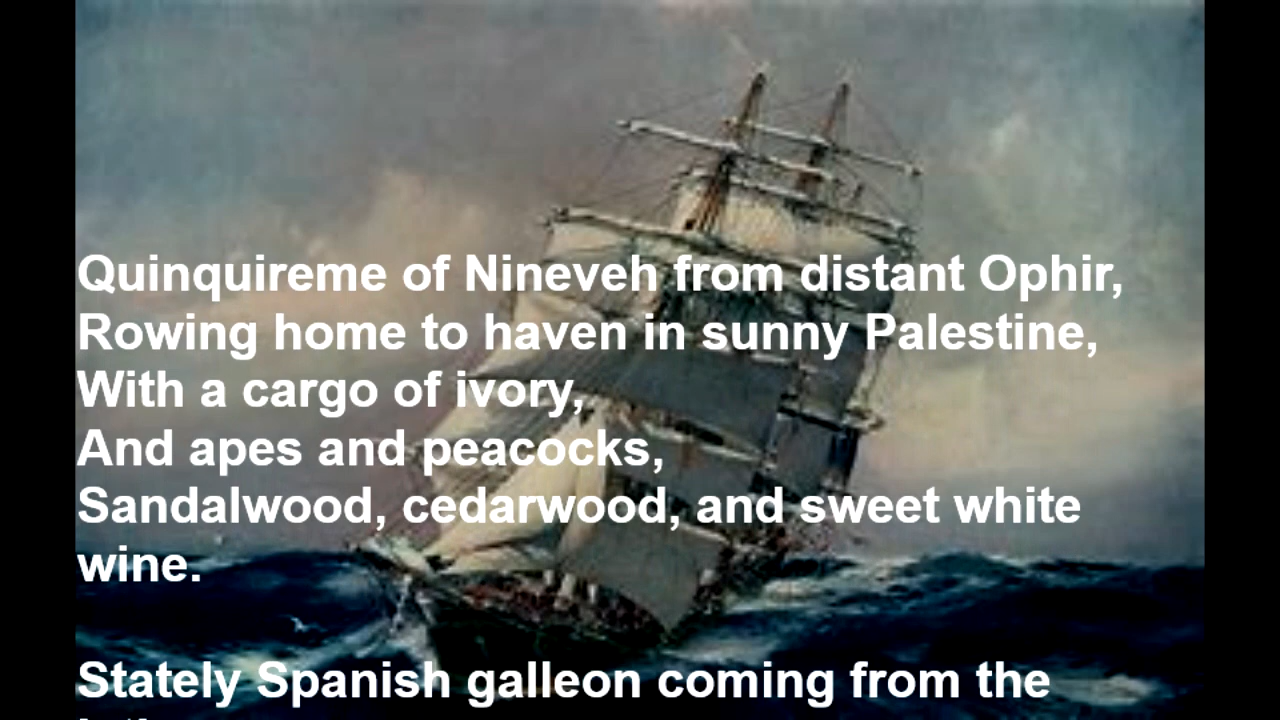 Quinquireme of Nineveh from distant Ophir,
Rowing home to haven in sunny Palestine,
With a cargo of ivory,
And apes and peacocks,
Sandalwood, cedarwood, and sweet white
wine.
Stately Spanish galleon coming from the